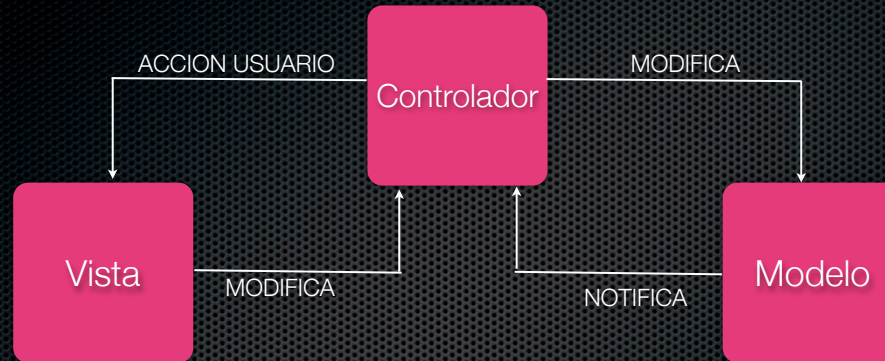 ACCION USUARIO
MODIFICA
Controlador
Vista
MODIFICA
NOTIFICA
Modelo